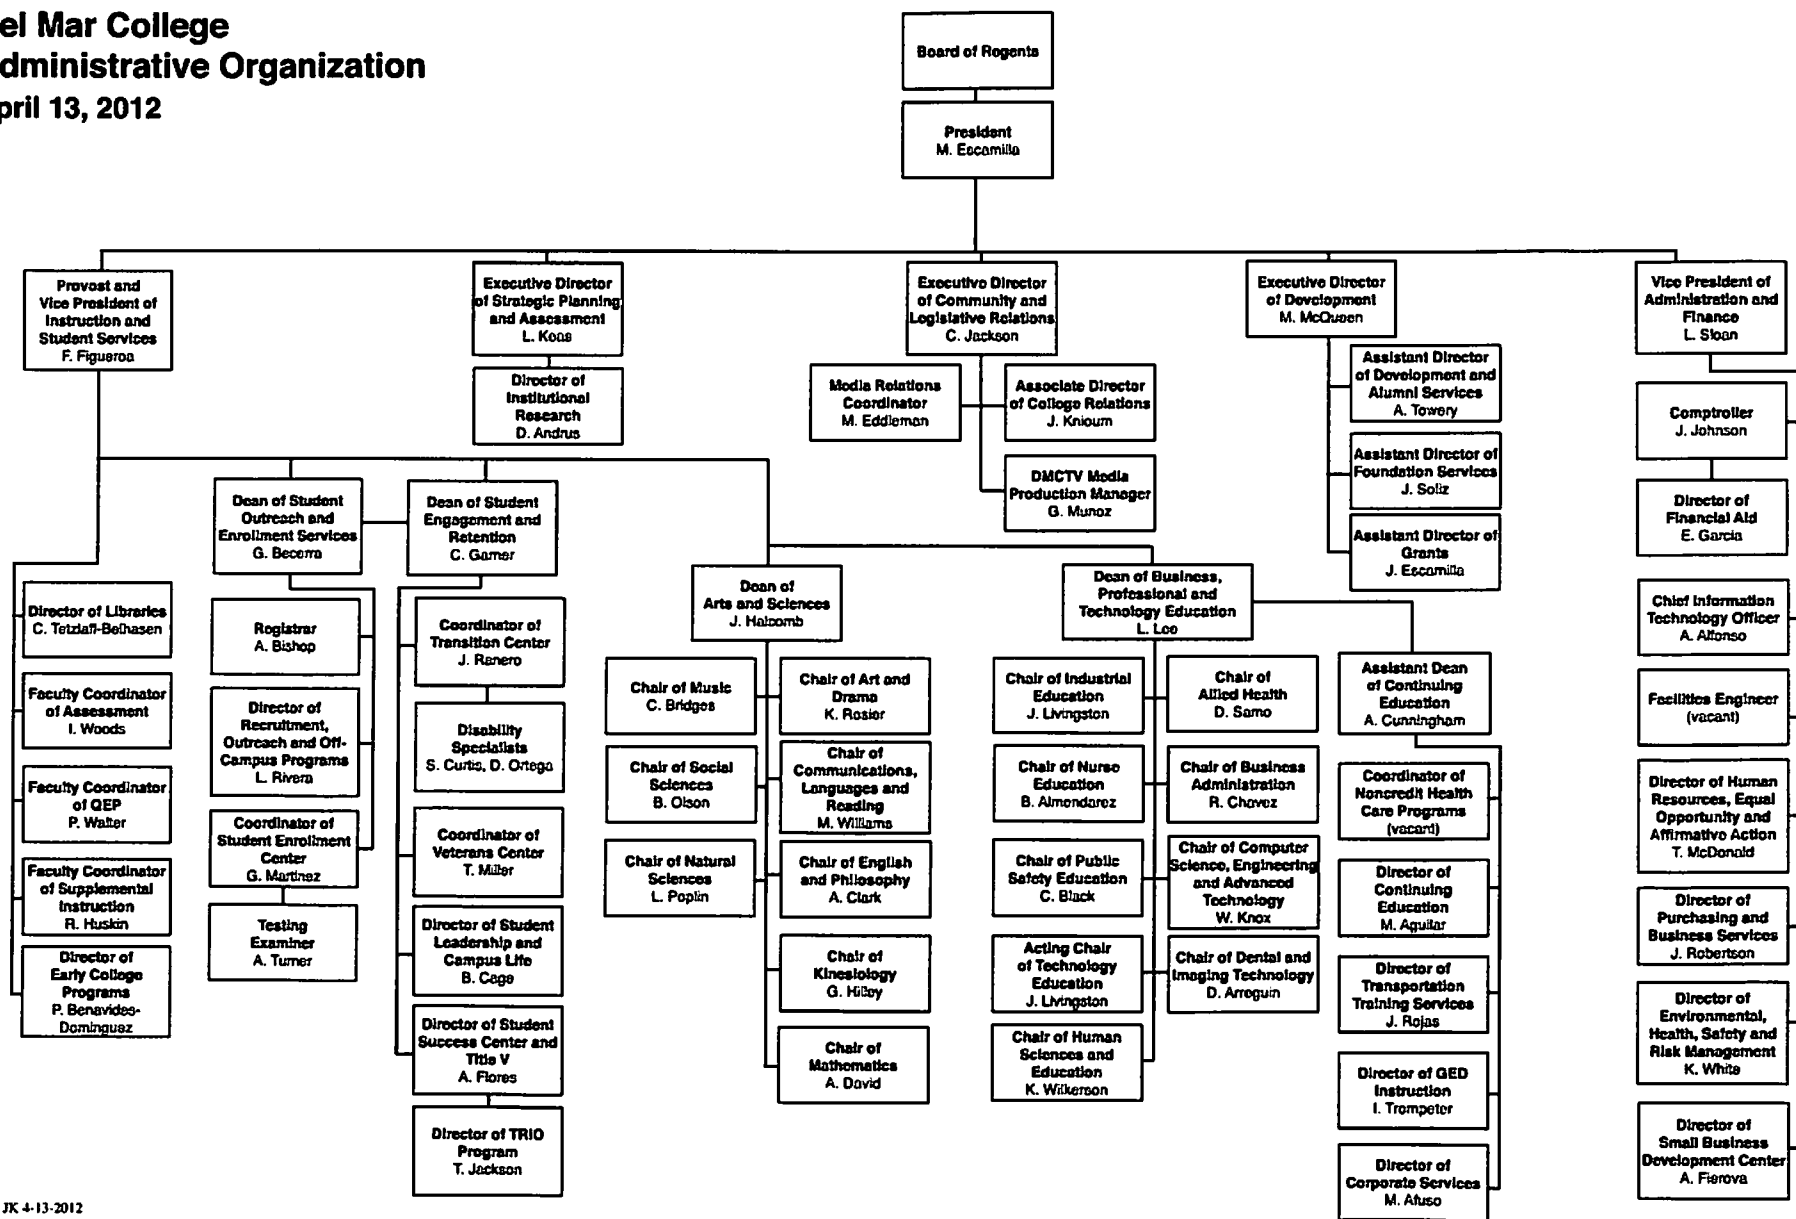 el Mar College
dministrative Organization
pril 13, 2012
Board of Regents
President
M. Escamilla
Provost and
Vice President of
Instruction and
Student Services
F. Figueroa
Executive Director
of Strategic Planning
and Assessment
L. Keas
Director of
Institutional
Research
D. Andrus
Executive Director
of Community and
Legislative Relations
C. Jackson
Media Relations
Coordinator
M. Eddleman
Associate Director
of College Relations
J. Knioum
DMCTV Media
Production Manager
G. Munoz
Executive Director
of Development
M. McQueen
Assistant Director
of Development and
Alumni Services
A. Towery
Assistant Director of
Foundation Services
J. Soliz
Assistant Director of
Grants
J. Escamilla
Vice President of
Administration and
Finance
L. Sloan
Comptroller
J. Johnson
Director of
Financial Aid
E. Garcia
Chief Information
Technology Officer
A. Alfonso
Facilities Engineer
(vacant)
Director of Human
Resources, Equal
Opportunity and
Affirmative Action
T. McDonald
Director of
Purchasing and
Business Services
J. Robertson
Director of
Environmental,
Health, Safety and
Risk Management
K. White
Director of
Small Business
Development Center
A. Fierova
Dean of Student
Outreach and
Enrollment Services
G. Becerra
Dean of Student
Engagement and
Retention
C. Garner
Director of Libraries
C. Tetzlaff-Belhasen
Faculty Coordinator
of Assessment
I. Woods
Faculty Coordinator
of QEP
P. Walter
Faculty Coordinator
of Supplemental
Instruction
R. Huskin
Director of
Early College
Programs
P. Benavides-
Dominguez
Registrar
A. Bishop
Director of
Recruitment,
Outreach and Off-
Campus Programs
L. Rivera
Coordinator of
Student Enrollment
Center
G. Martinez
Testing
Examiner
A. Turner
Coordinator of
Transition Center
J. Ranero
Disability
Specialists
S. Curtis, D. Ortega
Coordinator of
Veterans Center
T. Miller
Director of Student
Leadership and
Campus Life
B. Cage
Director of Student
Success Center and
Title V
A. Flores
Director of TRIO
Program
T. Jackson
Dean of
Arts and Sciences
J. Halcomb
Chair of Music
C. Bridges
Chair of Art and
Drama
K. Rosier
Chair of Social
Sciences
B. Olson
Chair of
Communications,
Languages and
Reading
M. Williams
Chair of Natural
Sciences
L. Poplin
Chair of English
and Philosophy
A. Clark
Chair of
Kinesiology
G. Hilley
Chair of
Mathematics
A. David
Dean of Business,
Professional and
Technology Education
L. Lee
Chair of Industrial
Education
J. Livingston
Chair of
Allied Health
D. Samo
Chair of Nurse
Education
B. Almendarez
Chair of Business
Administration
R. Chavez
Chair of Public
Safety Education
C. Black
Chair of Computer
Science, Engineering
and Advanced
Technology
W. Knox
Acting Chair
of Technology
Education
J. Livingston
Chair of Dental and
Imaging Technology
D. Arreguin
Chair of Human
Sciences and
Education
K. Wilkerson
Assistant Dean
of Continuing
Education
A. Cunningham
Coordinator of
Noncredit Health
Care Programs
(vacant)
Director of
Continuing
Education
M. Aguilar
Director of
Transportation
Training Services
J. Rojas
Director of GED
Instruction
I. Trompeter
Director of
Corporate Services
M. Afuso
JK 4-13-2012